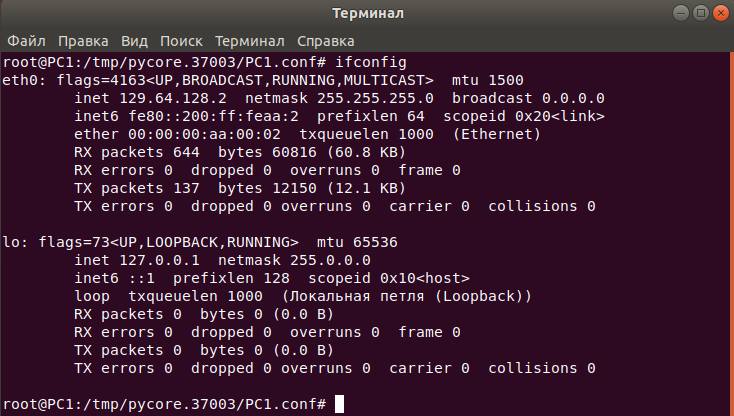 Терминал
Файл Правка Вид Поиск Терминал Справка
root@PC1:/tmp/pycore.37003/PC1.conf# ifconfig
eth0: flags=4163<UP,BROADCAST,RUNNING,MULTICAST>  mtu 1500
        inet 129.64.128.2  netmask 255.255.255.0  broadcast 0.0.0.0
        inet6 fe80::200:ff:feaa:2  prefixlen 64  scopeid 0x20<link>
        ether 00:00:00:aa:00:02  txqueuelen 1000  (Ethernet)
        RX packets 644  bytes 60816 (60.8 KB)
        RX errors 0  dropped 0  overruns 0  frame 0
        TX packets 137  bytes 12150 (12.1 KB)
        TX errors 0  dropped 0 overruns 0  carrier 0  collisions 0
lo: flags=73<UP,LOOPBACK,RUNNING>  mtu 65536
        inet 127.0.0.1  netmask 255.0.0.0
        inet6 ::1  prefixlen 128  scopeid 0x10<host>
        loop  txqueuelen 1000  (Локальная петля (Loopback))
        RX packets 0  bytes 0 (0.0 B)
        RX errors 0  dropped 0  overruns 0  frame 0
        TX packets 0  bytes 0 (0.0 B)
        TX errors 0  dropped 0 overruns 0  carrier 0  collisions 0
root@PC1:/tmp/pycore.37003/PC1.conf#